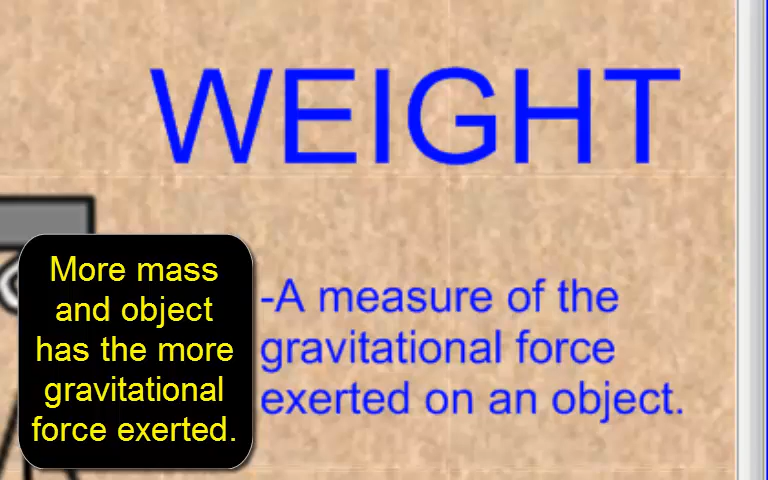 WEIGHT
More mass
and object
has the more
gravitational
force exerted.
-A measure of the
gravitational force
exerted on an object.